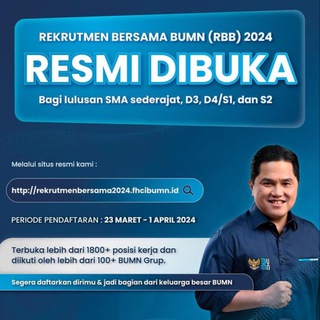 REKRUTMEN BERSAMA BUMN (RBB) 2024
RESMI DIBUKA
Bagi lulusan SMA sederajat, D3, D4/S1, dan S2
Melalui situs resmi kami :
http://rekrutmenbersama2024.fhcibumn.id
PERIODE PENDAFTARAN : 23 MARET - 1 APRIL 2024
Terbuka lebih dari 1800+ posisi kerja dan
diikuti oleh lebih dari 100+ BUMN Grup.
Segera daftarkan dirimu & jadi bagian dari keluarga besar BUMN